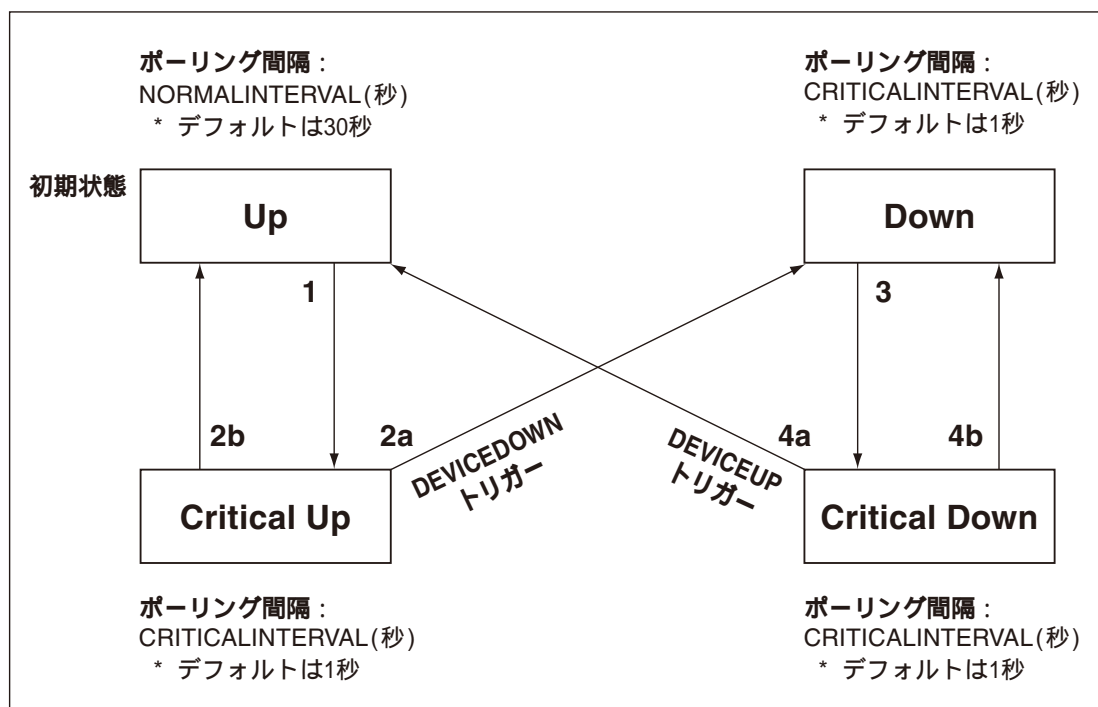 ポーリング間隔：
NORMALINTERVAL(秒)
* デフォルトは30秒
ポーリング間隔：
CRITICALINTERVAL(秒)
* デフォルトは1秒
初期状態
Up
Down
1
3
2b
2a
DEVICEDOWN
トリガー
DEVICEUP
トリガー
4a
4b
Critical Up
Critical Down
ポーリング間隔：
CRITICALINTERVAL(秒)
* デフォルトは1秒
ポーリング間隔：
CRITICALINTERVAL(秒)
* デフォルトは1秒